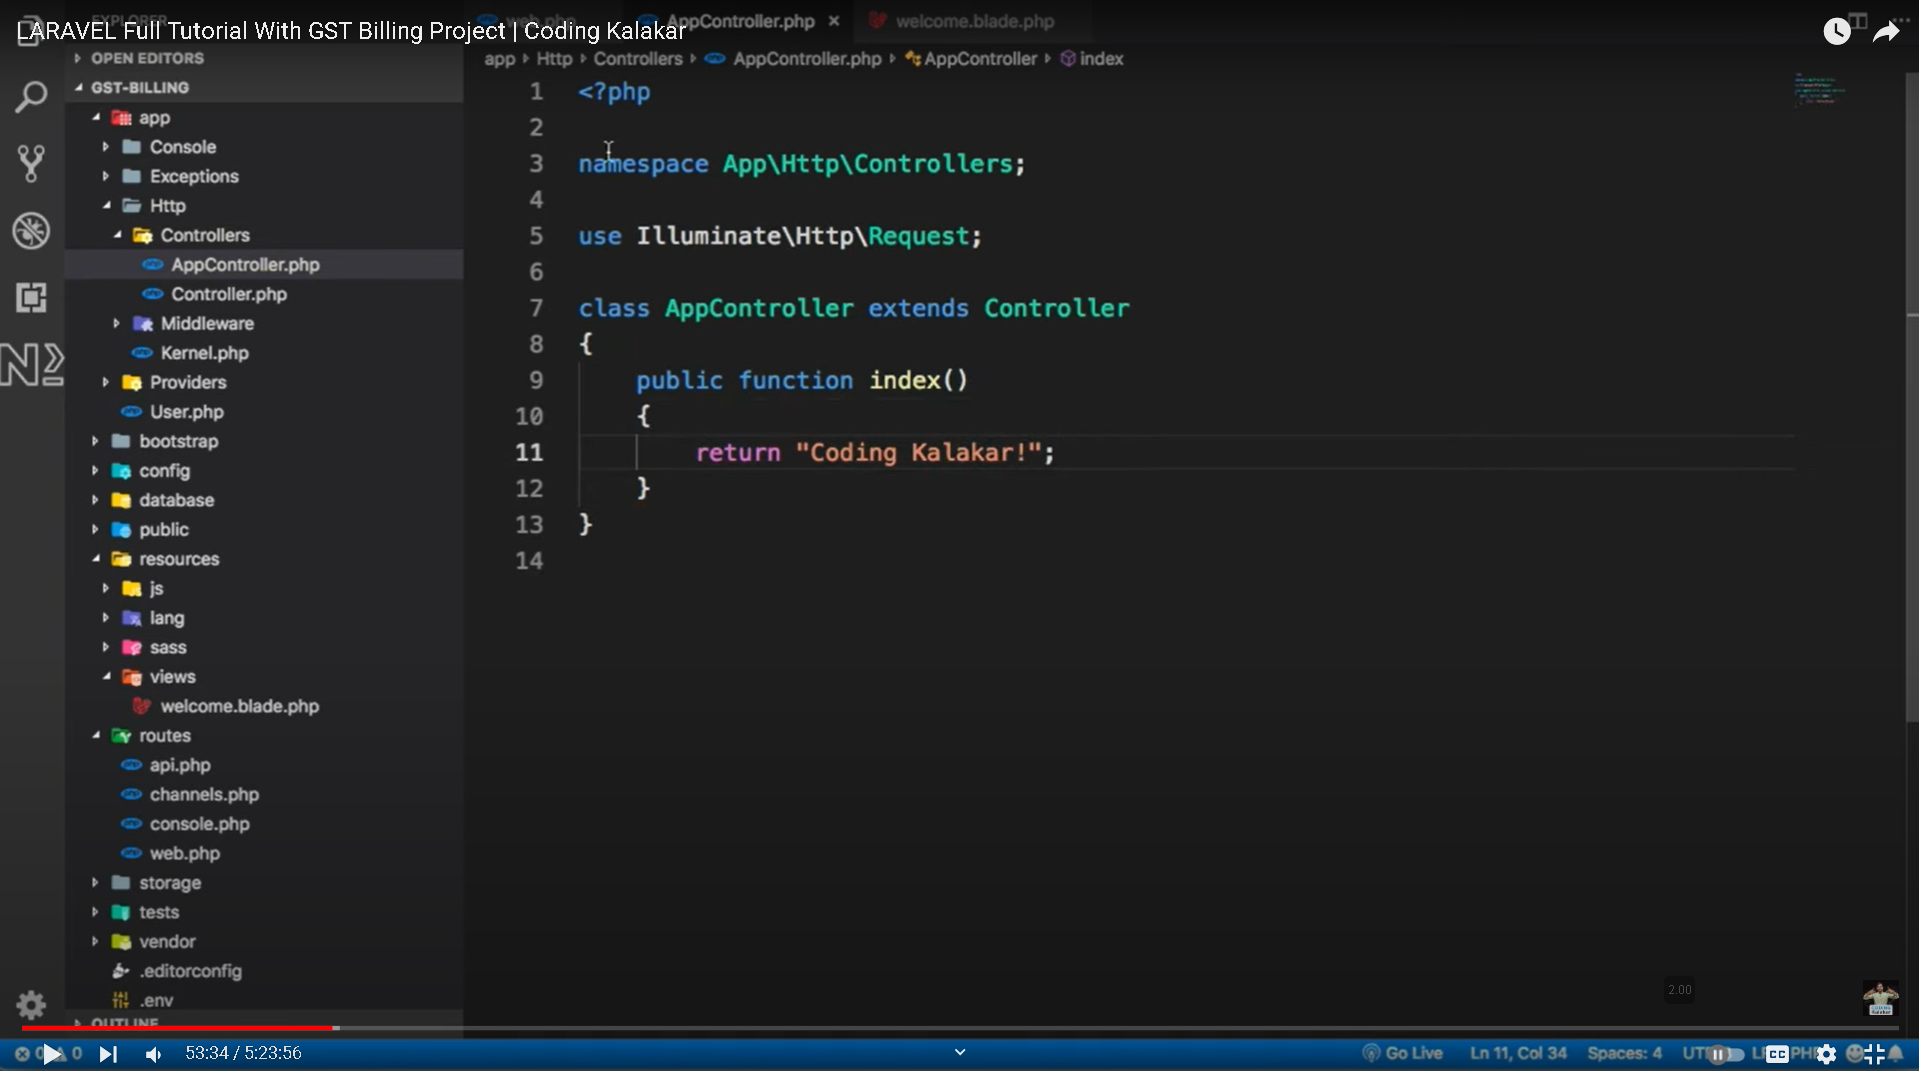 LARAVEL Full Tutorial With GST Billing Project | Coding Kalakar
EXPLORER
web.php
AppController.php ×
welcome.blade.php
OPEN EDITORS
GST-BILLING
app
Console
Exceptions
Http
Controllers
AppController.php
Controller.php
Middleware
Kernel.php
Providers
User.php
bootstrap
config
database
public
resources
js
lang
sass
views
welcome.blade.php
routes
api.php
channels.php
console.php
web.php
storage
tests
vendor
.editorconfig
.env
OUTLINE
app Http Controllers AppController.php AppController index
1 <?php
2
3 namespace App\Http\Controllers;
4
5 use Illuminate\Http\Request;
6
7 class AppController extends Controller
8 {
9 public function index()
10 {
11 return "Coding Kalakar!";
12 }
13 }
14
2.00
0 0
53:34 / 5:23:56
Go Live
Ln 11, Col 34
Spaces: 4
CC